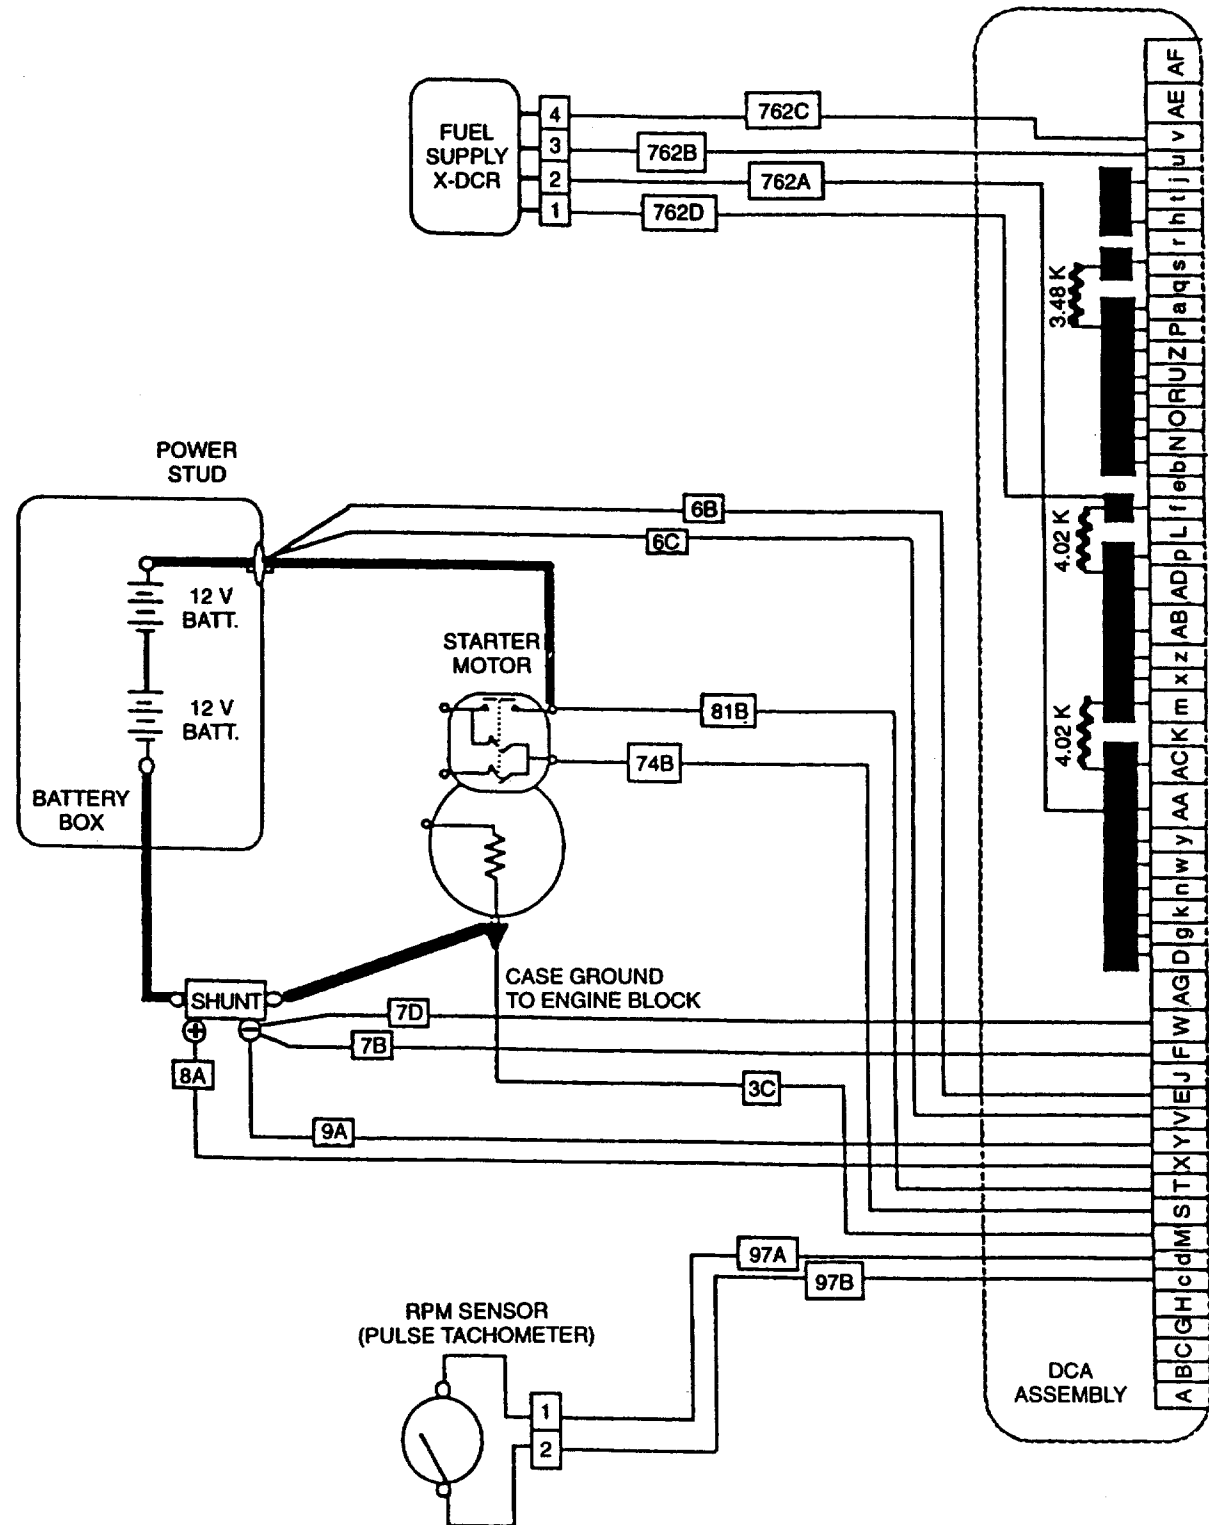 FUEL
SUPPLY
X-DCR
4
3
2
1
762C
762B
762A
762D
AF
AE
v
u
j
t
h
r
s
q
a
P
Z
U
R
O
N
b
e
f
L
p
AD
AB
z
x
m
K
AC
AA
y
w
n
k
g
D
AG
W
F
J
E
V
Y
X
T
S
M
d
c
H
G
C
B
A
3.48 K
4.02 K
4.02 K
POWER
STUD
6B
6C
12 V
BATT.
12 V
BATT.
BATTERY
BOX
STARTER
MOTOR
81B
74B
SHUNT
+
−
CASE GROUND
TO ENGINE BLOCK
7D
7B
8A
3C
9A
97A
97B
RPM SENSOR
(PULSE TACHOMETER)
1
2
DCA
ASSEMBLY